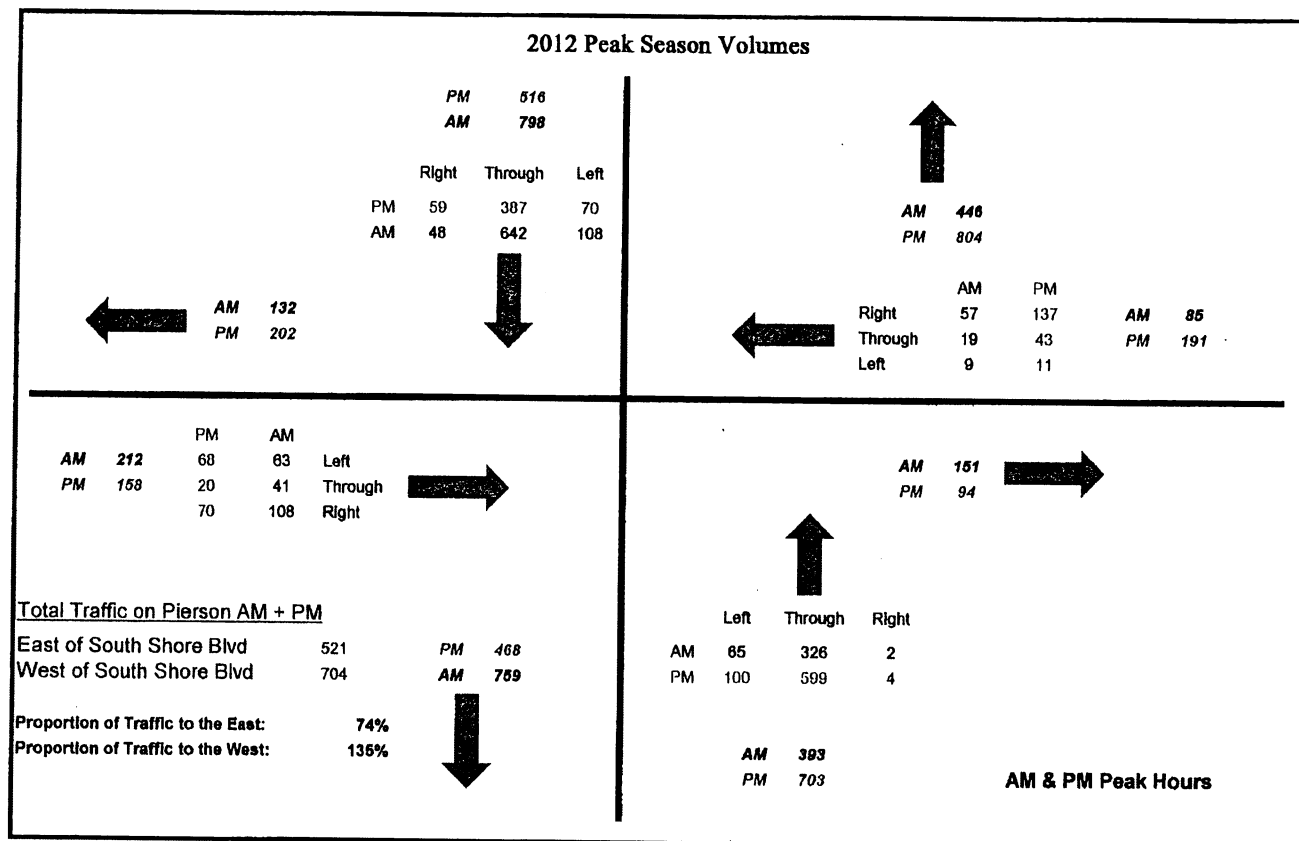 2012 Peak Season Volumes
PM 516
AM 798
Right Through Left
PM 59 387 70
AM 48 642 108
AM 132
PM 202
AM 446
PM 804
AM PM
Right 57 137 AM 85
Through 19 43 PM 191
Left 9 11
PM AM
AM 212 68 63 Left
PM 158 20 41 Through
70 108 Right
AM 151
PM 94
Total Traffic on Pierson AM + PM
East of South Shore Blvd 521
West of South Shore Blvd 704
PM 468
AM 759
Proportion of Traffic to the East: 74%
Proportion of Traffic to the West: 135%
Left Through Right
AM 65 326 2
PM 100 599 4
AM 393
PM 703
AM & PM Peak Hours